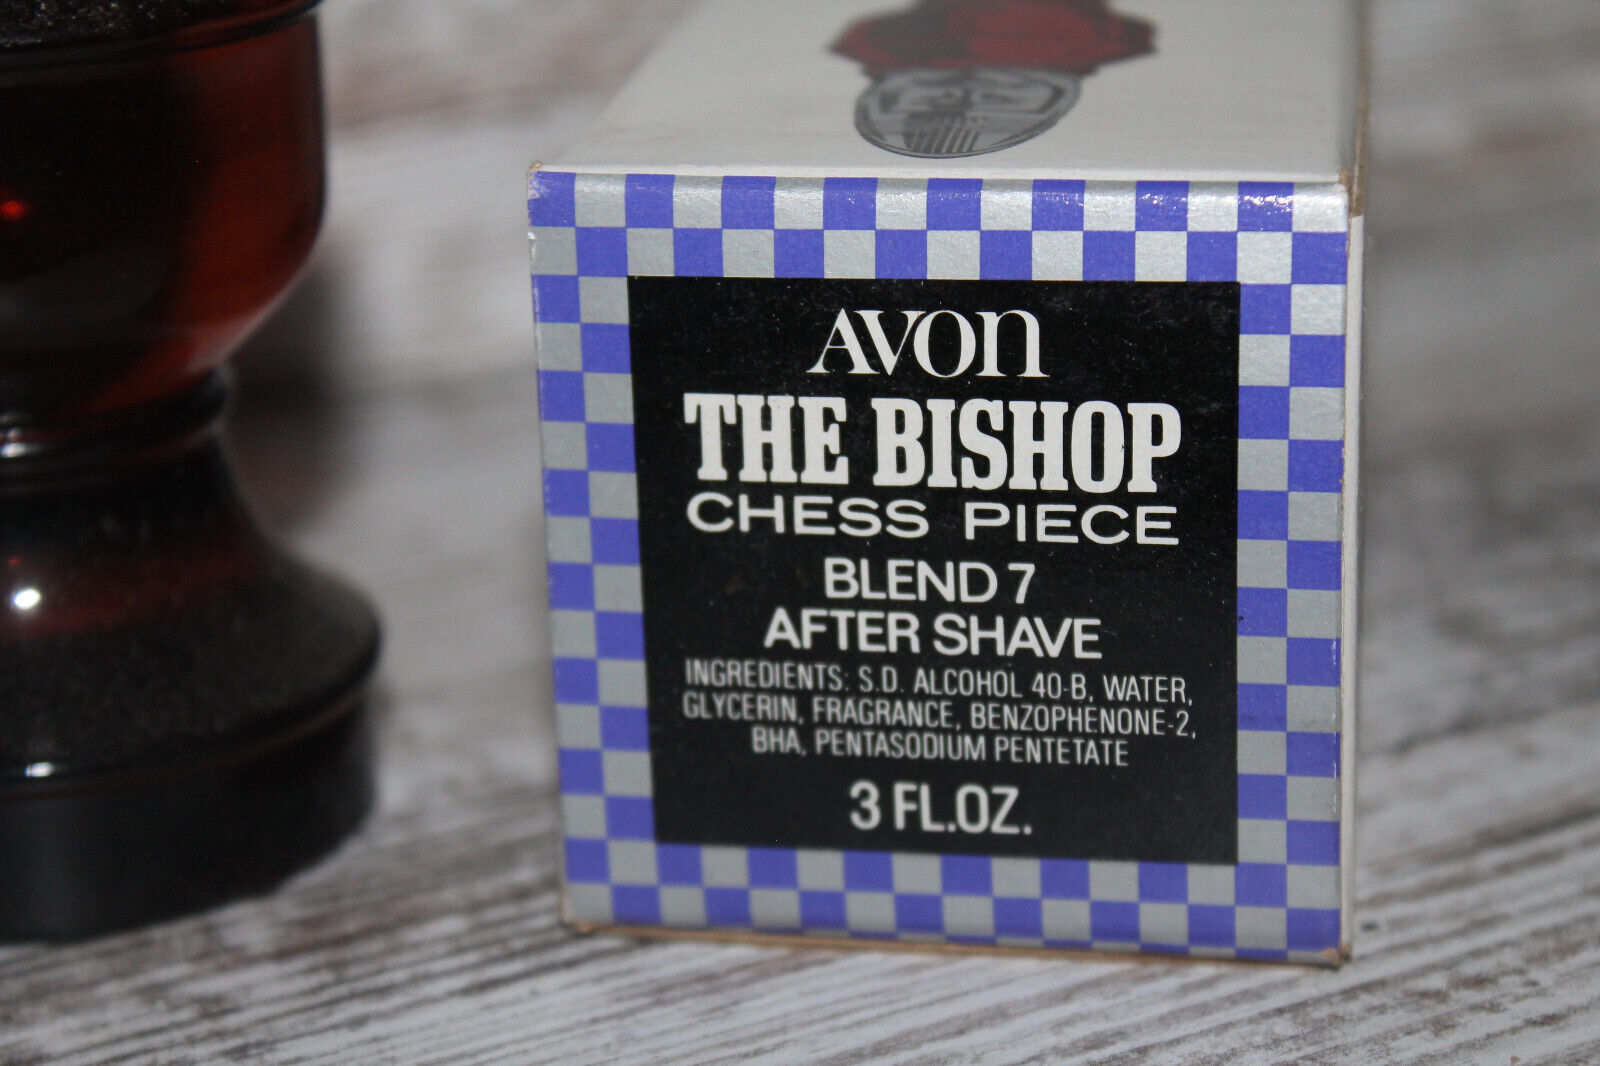 AVON
THE BISHOP
CHESS PIECE
BLEND 7
AFTER SHAVE
INGREDIENTS: S.D. ALCOHOL 40-B, WATER,
GLYCERIN, FRAGRANCE, BENZOPHENONE-2,
BHA, PENTASODIUM PENTETATE
3 FL.OZ.